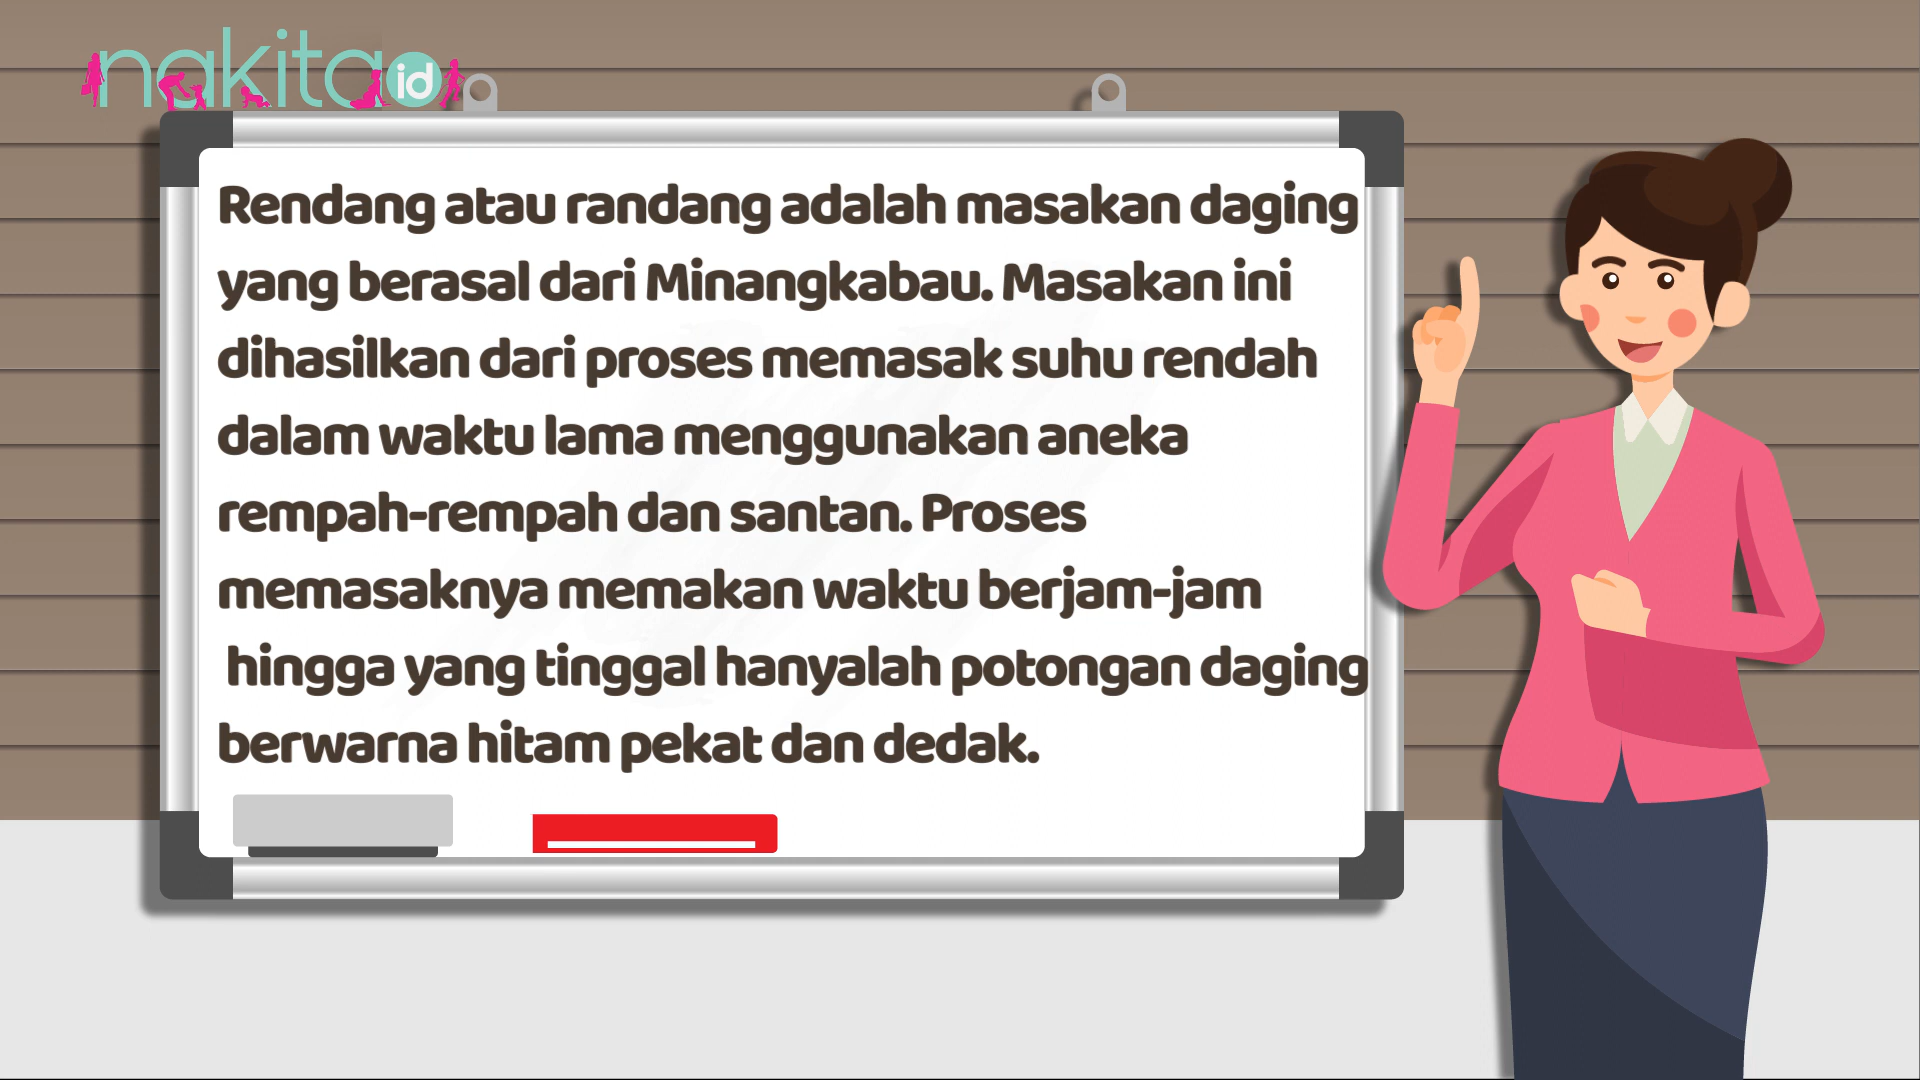 nakita id
Rendang atau randang adalah masakan daging
yang berasal dari Minangkabau. Masakan ini
dihasilkan dari proses memasak suhu rendah
dalam waktu lama menggunakan aneka
rempah-rempah dan santan. Proses
memasaknya memakan waktu berjam-jam
hingga yang tinggal hanyalah potongan daging
berwarna hitam pekat dan dedak.